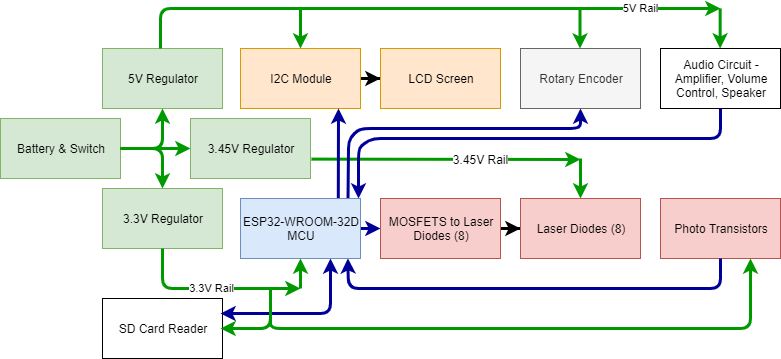 5V Rail
5V Regulator
I2C Module
LCD Screen
Rotary Encoder
Audio Circuit -
Amplifier, Volume
Control, Speaker
Battery & Switch
3.45V Regulator
3.45V Rail
3.3V Regulator
ESP32-WROOM-32D
MCU
MOSFETS to Laser
Diodes (8)
Laser Diodes (8)
Photo Transistors
3.3V Rail
SD Card Reader